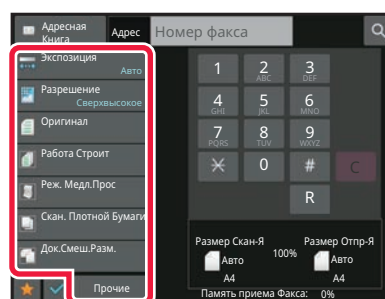 Адресная
Книга
Адрес
Номер факса
Экспозиция
Авто
Разрешение
Сверхвысокое
Оригинал
Работа Строит
Реж. Медл.Прос
Скан. Плотной Бумаги
Док.Смеш.Разм.
Прочие
1
2
ABC
3
DEF
4
GHI
5
JKL
6
MNO
7
PQRS
8
TUV
9
WXYZ
0
#
C
R
Размер Скан-Я
Авто
A4
100%
Размер Отпр-Я
Авто
A4
Память приема Факса: 0%